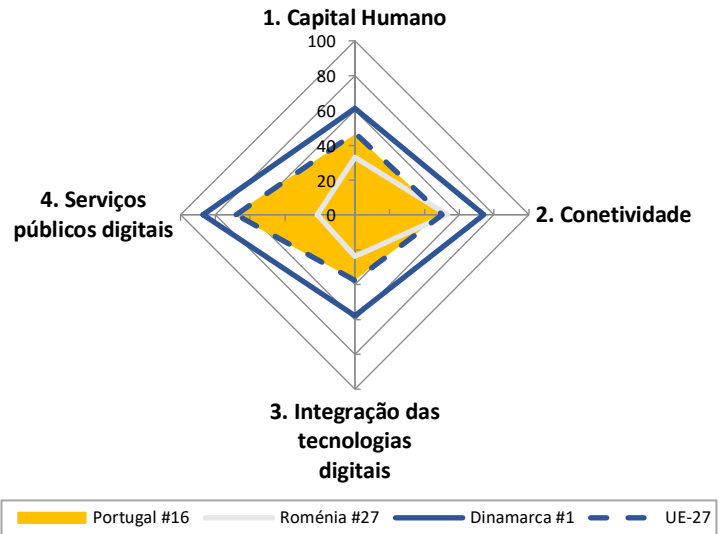 1. Capital Humano
100
80
60
40
20
0
2. Conetividade
4. Serviços
públicos digitais
3. Integração das
tecnologias
digitais
Portugal #16 Roménia #27 Dinamarca #1 UE-27